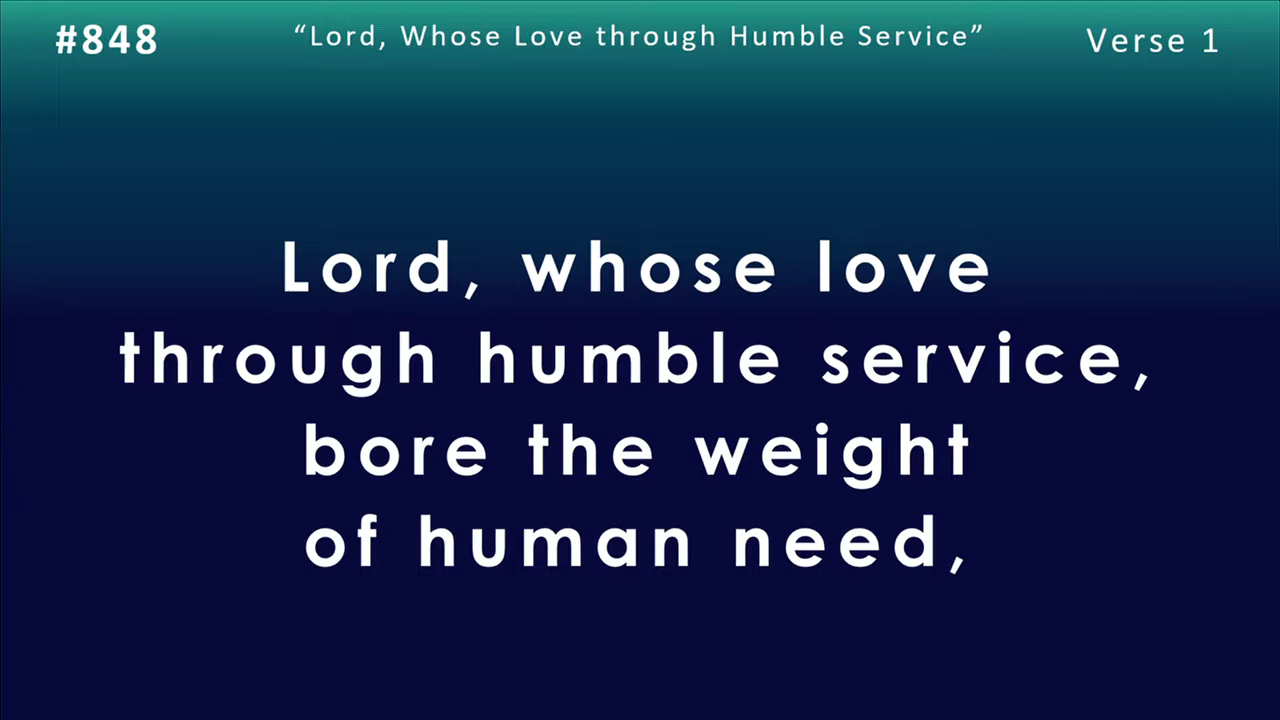 #848
“Lord, Whose Love through Humble Service”
Verse 1
Lord, whose love
through humble service,
bore the weight
of human need,